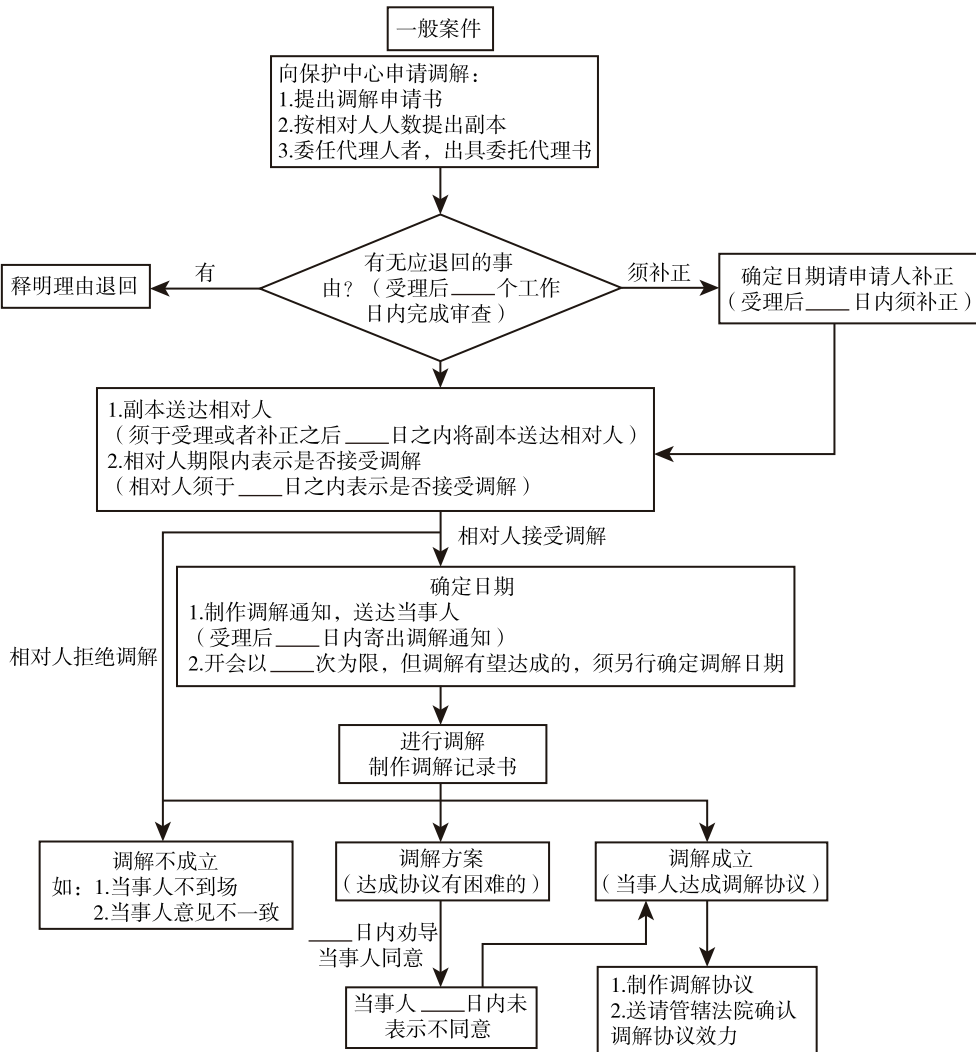 一般案件
向保护中心申请调解：
1.提出调解申请书
2.按相对人人数提出副本
3.委任代理人者，出具委托代理书
有无应退回的事
由？（受理后____个工作
日内完成审查）
有
释明理由退回
须补正
确定日期请申请人补正
（受理后____日内须补正）
1.副本送达相对人
（须于受理或者补正之后____日之内将副本送达相对人）
2.相对人期限内表示是否接受调解
（相对人须于____日之内表示是否接受调解）
相对人接受调解
相对人拒绝调解
确定日期
1.制作调解通知，送达当事人
（受理后____日内寄出调解通知）
2.开会以____次为限，但调解有望达成的，须另行确定调解日期
进行调解
制作调解记录书
调解不成立
如：1.当事人不到场
2.当事人意见不一致
调解方案
（达成协议有困难的）
____日内劝导
当事人同意
当事人____日内未
表示不同意
调解成立
（当事人达成调解协议）
1.制作调解协议
2.送请管辖法院确认
调解协议效力